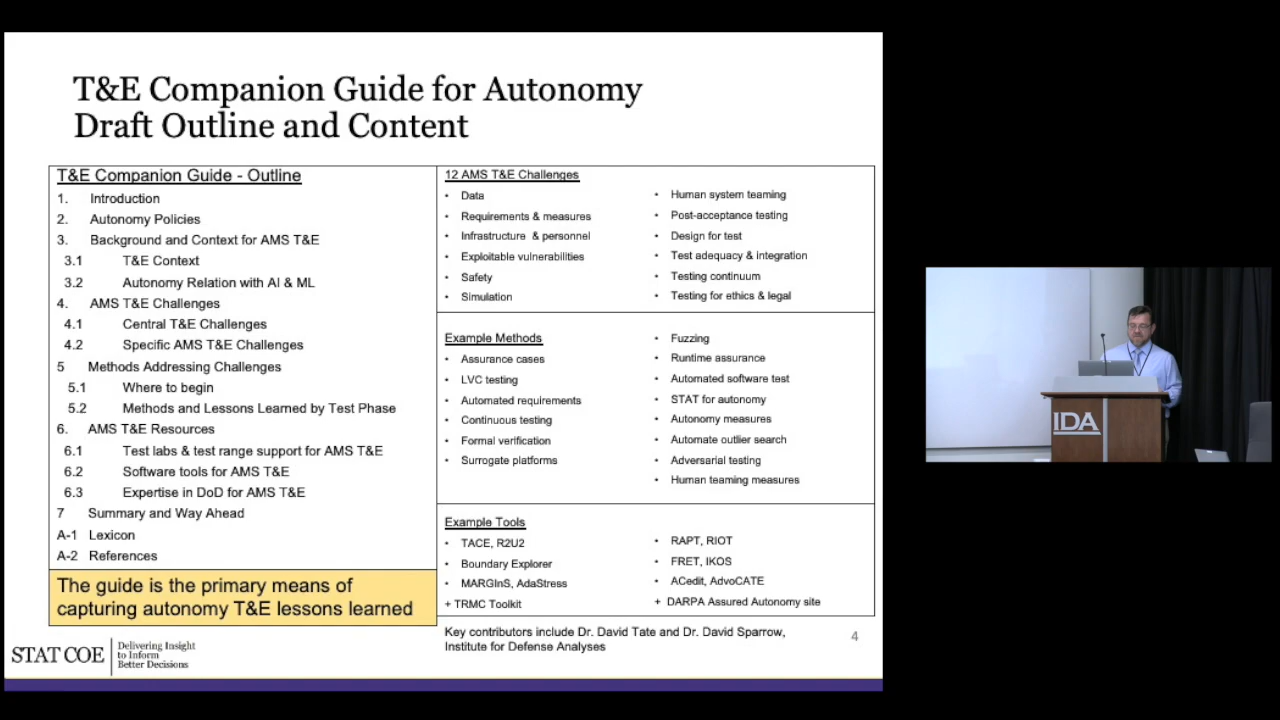 T&E Companion Guide for Autonomy
Draft Outline and Content
T&E Companion Guide - Outline
1. Introduction
2. Autonomy Policies
3. Background and Context for AMS T&E
3.1 T&E Context
3.2 Autonomy Relation with AI & ML
4. AMS T&E Challenges
4.1 Central T&E Challenges
4.2 Specific AMS T&E Challenges
5 Methods Addressing Challenges
5.1 Where to begin
5.2 Methods and Lessons Learned by Test Phase
6. AMS T&E Resources
6.1 Test labs & test range support for AMS T&E
6.2 Software tools for AMS T&E
6.3 Expertise in DoD for AMS T&E
7 Summary and Way Ahead
A-1 Lexicon
A-2 References
The guide is the primary means of
capturing autonomy T&E lessons learned
12 AMS T&E Challenges
• Data
• Requirements & measures
• Infrastructure & personnel
• Exploitable vulnerabilities
• Safety
• Simulation
• Human system teaming
• Post-acceptance testing
• Design for test
• Test adequacy & integration
• Testing continuum
• Testing for ethics & legal
Example Methods
• Assurance cases
• LVC testing
• Automated requirements
• Continuous testing
• Formal verification
• Surrogate platforms
• Fuzzing
• Runtime assurance
• Automated software test
• STAT for autonomy
• Autonomy measures
• Automate outlier search
• Adversarial testing
• Human teaming measures
Example Tools
• TACE, R2U2
• Boundary Explorer
• MARGInS, AdaStress
+ TRMC Toolkit
• RAPT, RIOT
• FRET, IKOS
• ACedit, AdvoCATE
+ DARPA Assured Autonomy site
Key contributors include Dr. David Tate and Dr. David Sparrow,
Institute for Defense Analyses
4
STAT COE
Delivering Insight
to Inform
Better Decisions
IDA